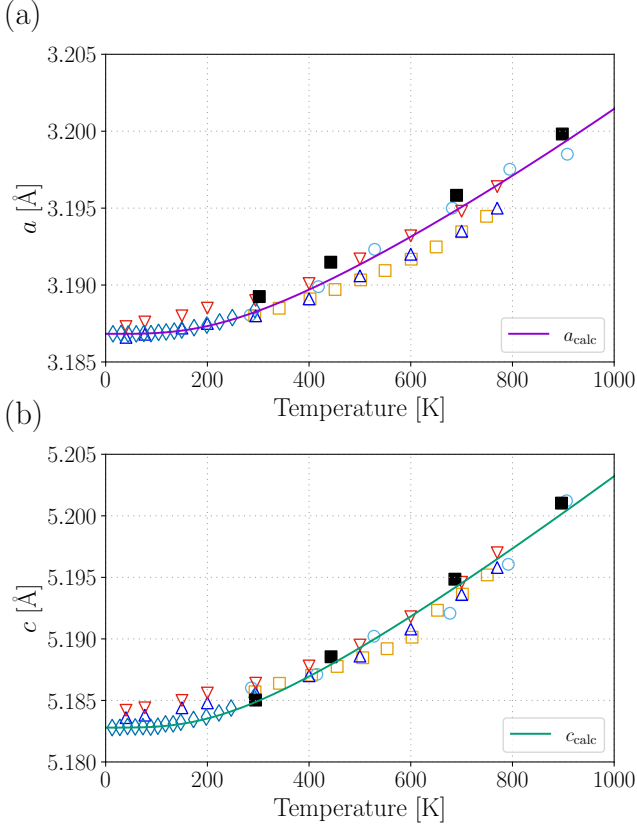 (a)
3.205
3.200
3.195
3.190
3.185
a [Å]
a_calc
0 200 400 600 800 1000
Temperature [K]
(b)
5.205
5.200
5.195
5.190
5.185
5.180
c [Å]
c_calc
0 200 400 600 800 1000
Temperature [K]